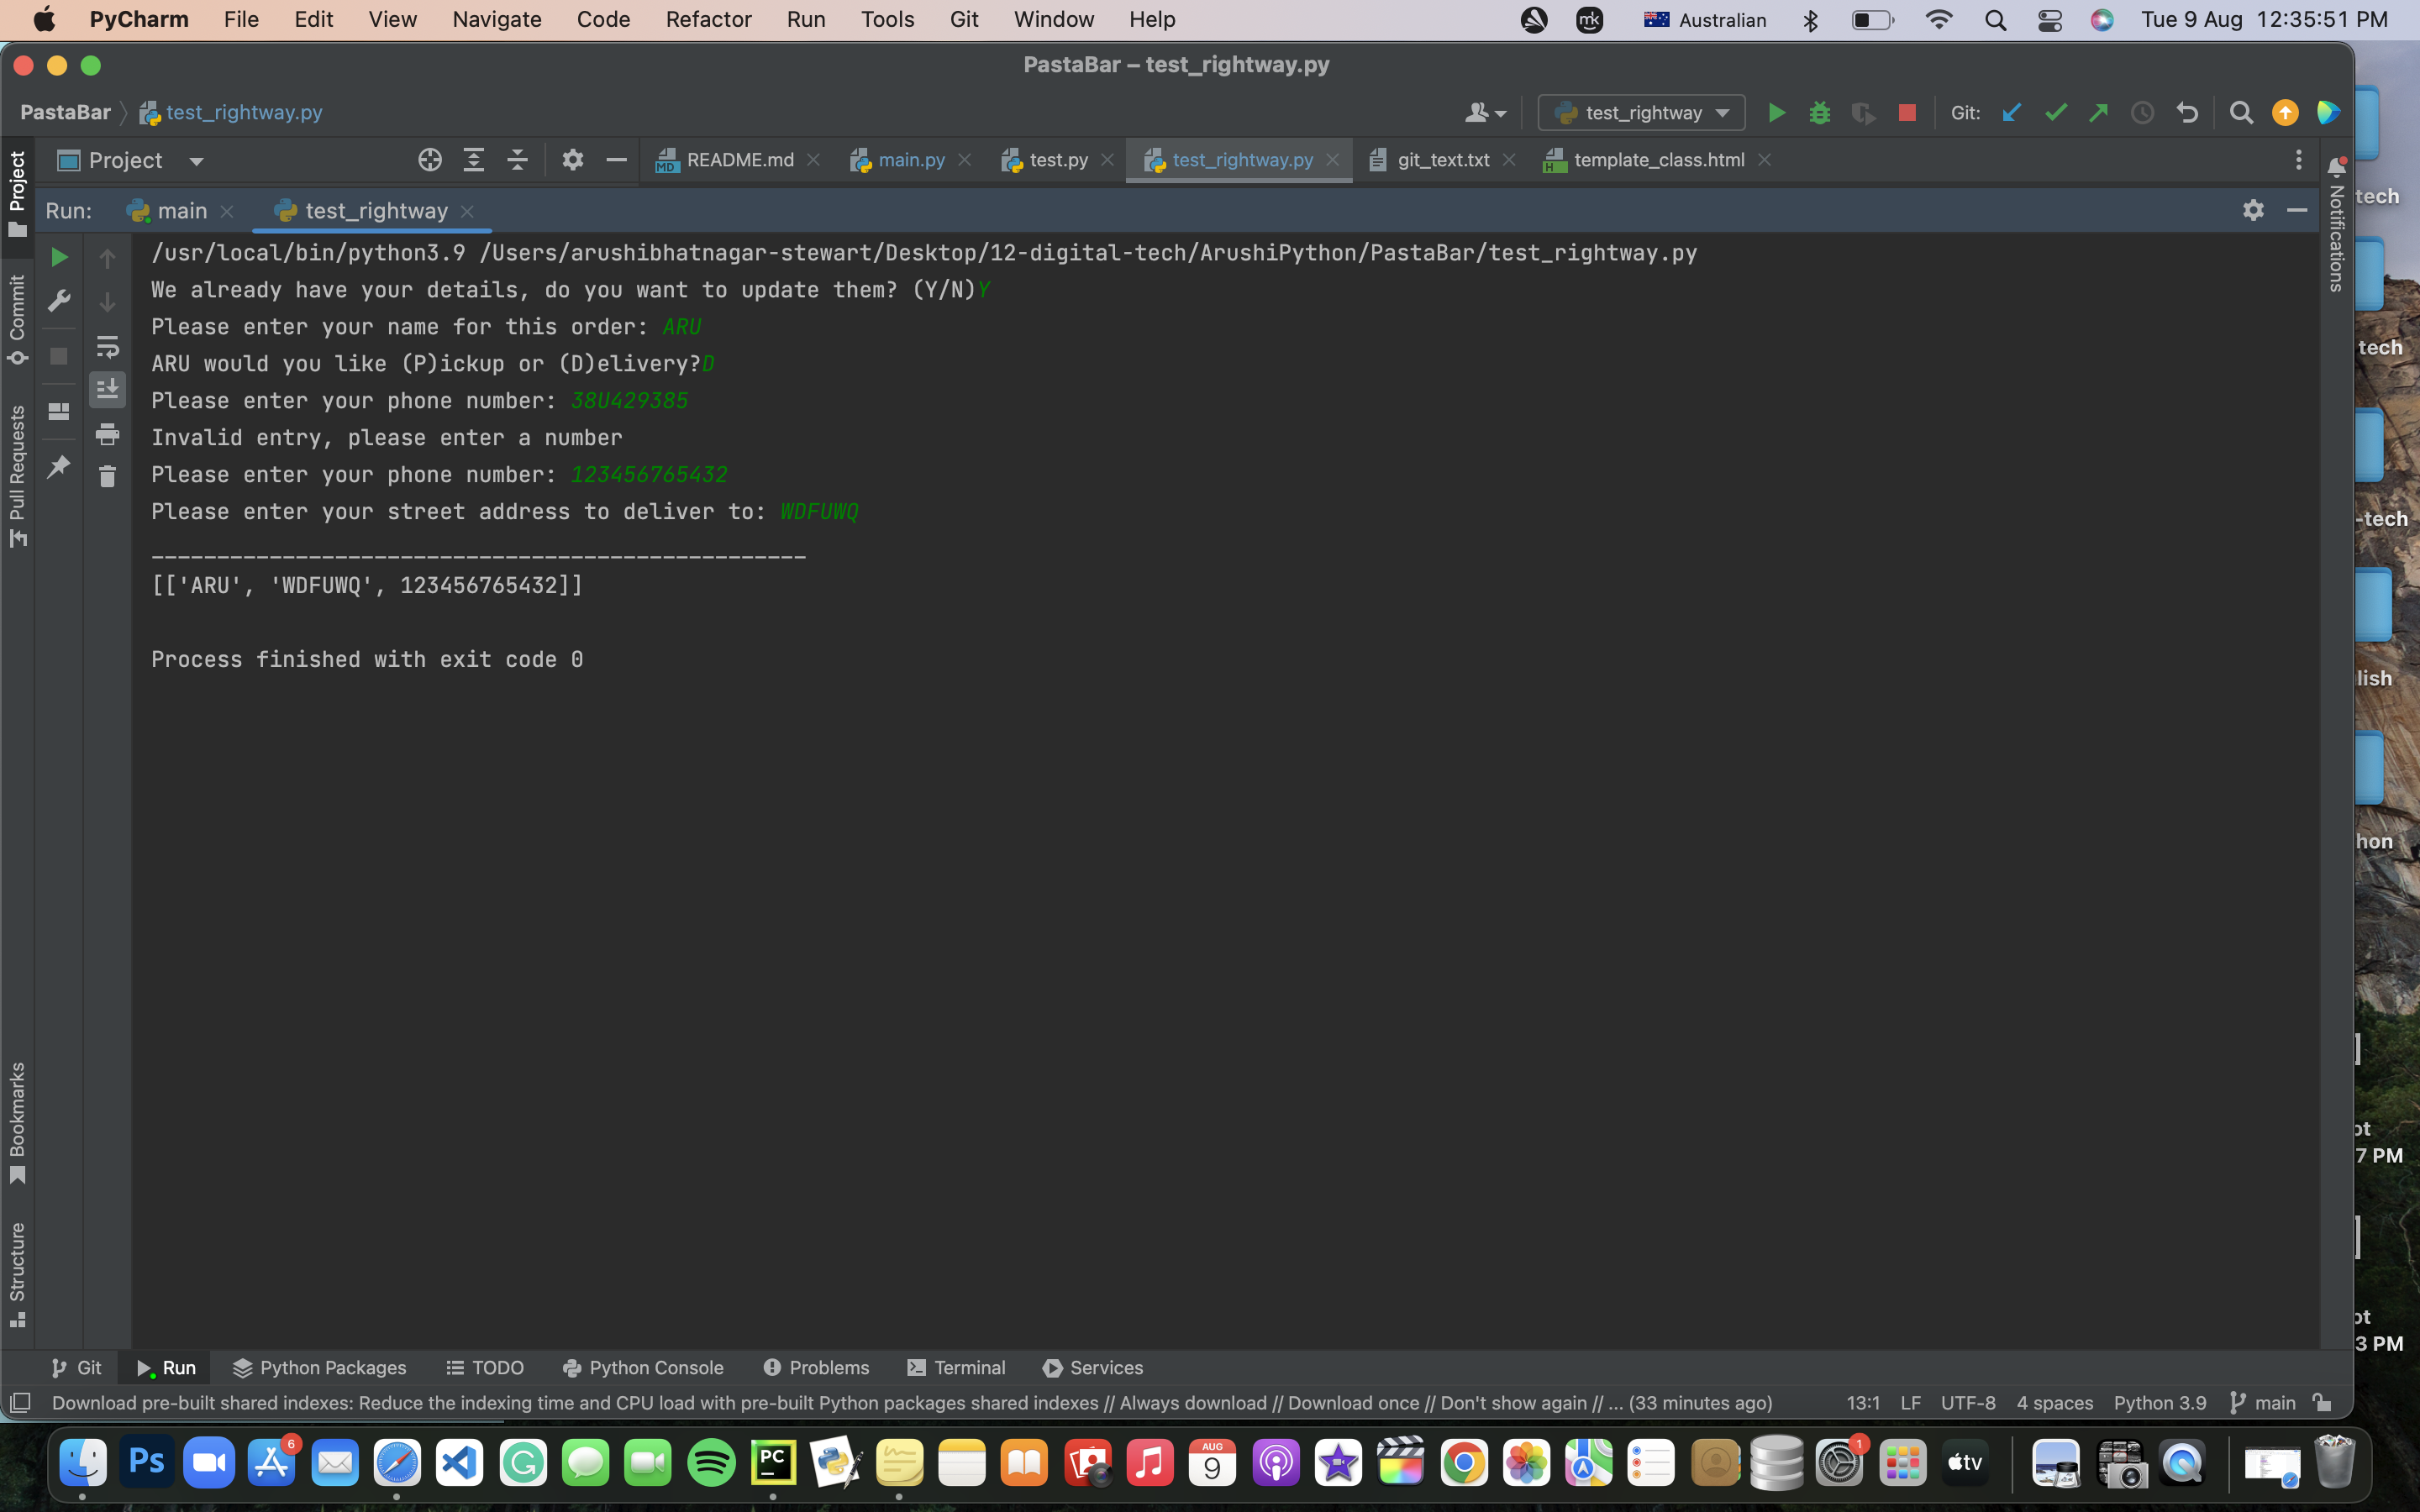 PyCharm File Edit View Navigate Code Refactor Run Tools Git Window Help mk Australian Tue 9 Aug 12:35:51 PM
PastaBar – test_rightway.py
PastaBar test_rightway.py test_rightway Git:
Project README.md main.py test.py test_rightway.py git_text.txt template_class.html
Run: main test_rightway
/usr/local/bin/python3.9 /Users/arushibhatnagar-stewart/Desktop/12-digital-tech/ArushiPython/PastaBar/test_rightway.py
We already have your details, do you want to update them? (Y/N)Y
Please enter your name for this order: ARU
ARU would you like (P)ickup or (D)elivery?D
Please enter your phone number: 38U429385
Invalid entry, please enter a number
Please enter your phone number: 123456765432
Please enter your street address to deliver to: WDFUWQ
__________________________________________________
[['ARU', 'WDFUWQ', 123456765432]]
Process finished with exit code 0
Project
Commit
Pull Requests
Bookmarks
Structure
Notifications
tech
tech
-tech
lish
hon
7 PM
3 PM
Git Run Python Packages TODO Python Console Problems Terminal Services
Download pre-built shared indexes: Reduce the indexing time and CPU load with pre-built Python packages shared indexes // Always download // Download once // Don't show again // ... (33 minutes ago) 13:1 LF UTF-8 4 spaces Python 3.9 main
Ps 6 PC AUG 9 1 tv